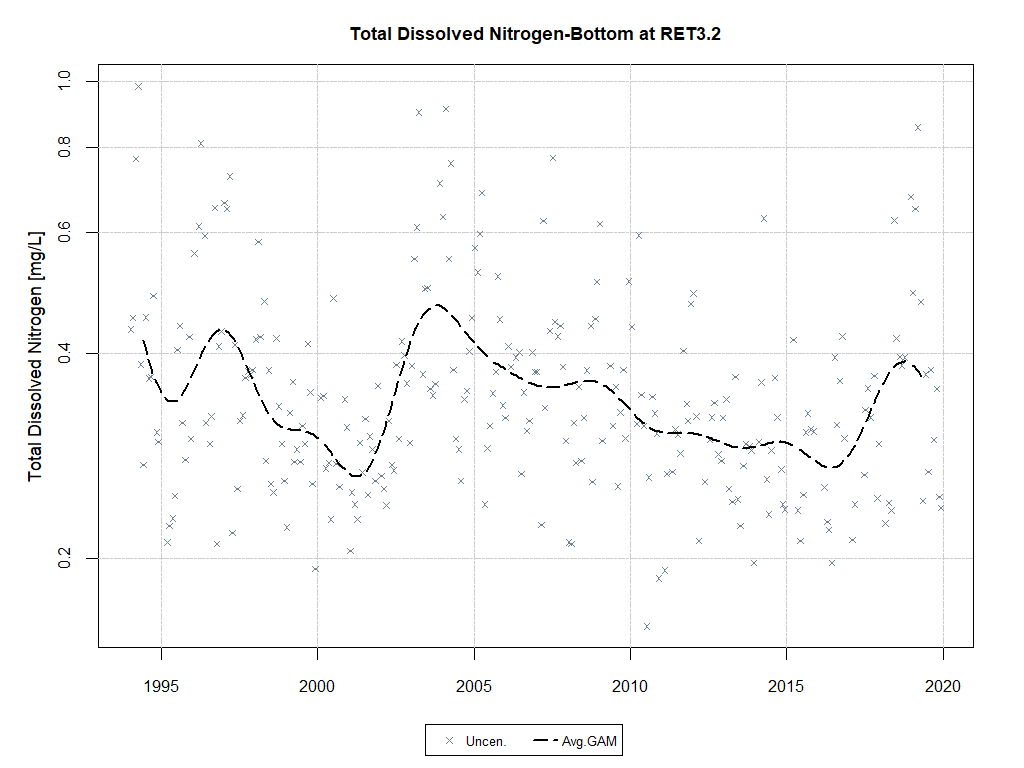 Total Dissolved Nitrogen-Bottom at RET3.2
Total Dissolved Nitrogen [mg/L]
1.0
0.8
0.6
0.4
0.2
1995 2000 2005 2010 2015 2020
Uncen. Avg.GAM